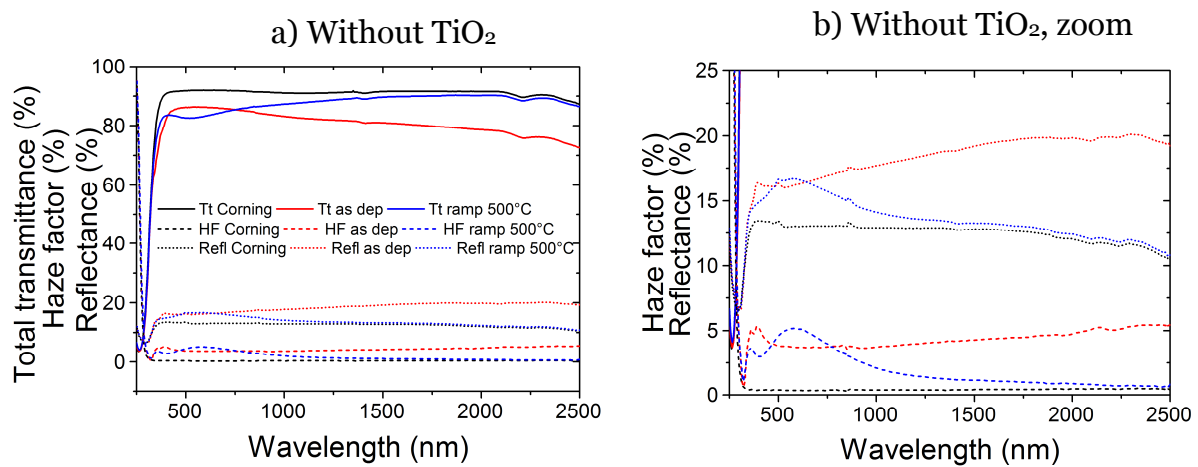 a) Without TiO₂
Total transmittance (%)
Haze factor (%)
Reflectance (%)
100
80
60
40
20
0
Tt Corning Tt as dep Tt ramp 500°C
HF Corning HF as dep HF ramp 500°C
Refl Corning Refl as dep Refl ramp 500°C
500 1000 1500 2000 2500
Wavelength (nm)
b) Without TiO₂, zoom
Haze factor (%)
Reflectance (%)
25
20
15
10
5
0
500 1000 1500 2000 2500
Wavelength (nm)